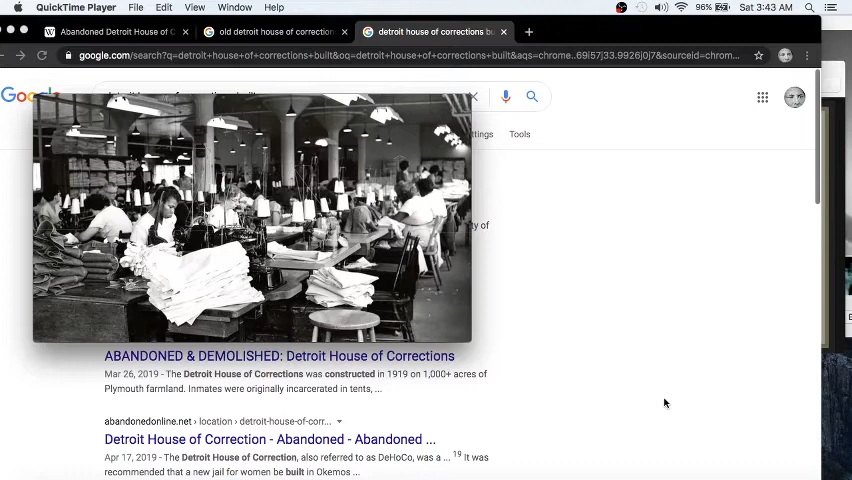 QuickTime Player File Edit View Window Help 96% Sat 3:43 AM
Abandoned Detroit House of C old detroit house of correction detroit house of corrections bu
google.com/search?q=detroit+house+of+corrections+built&oq=detroit+house+of+corrections+built&aqs=chrome..69i57j33.9926j0j7&sourceid=chrom...
Tools
ty of
ABANDONED & DEMOLISHED: Detroit House of Corrections
Mar 26, 2019 - The Detroit House of Corrections was constructed in 1919 on 1,000+ acres of
Plymouth farmland. Inmates were originally incarcerated in tents, ...
abandonedonline.net › location › detroit-house-of-corr...
Detroit House of Correction - Abandoned - Abandoned ...
Apr 17, 2019 - The Detroit House of Correction, also referred to as DeHoCo, was a ... 19 It was
recommended that a new jail for women be built in Okemos ...